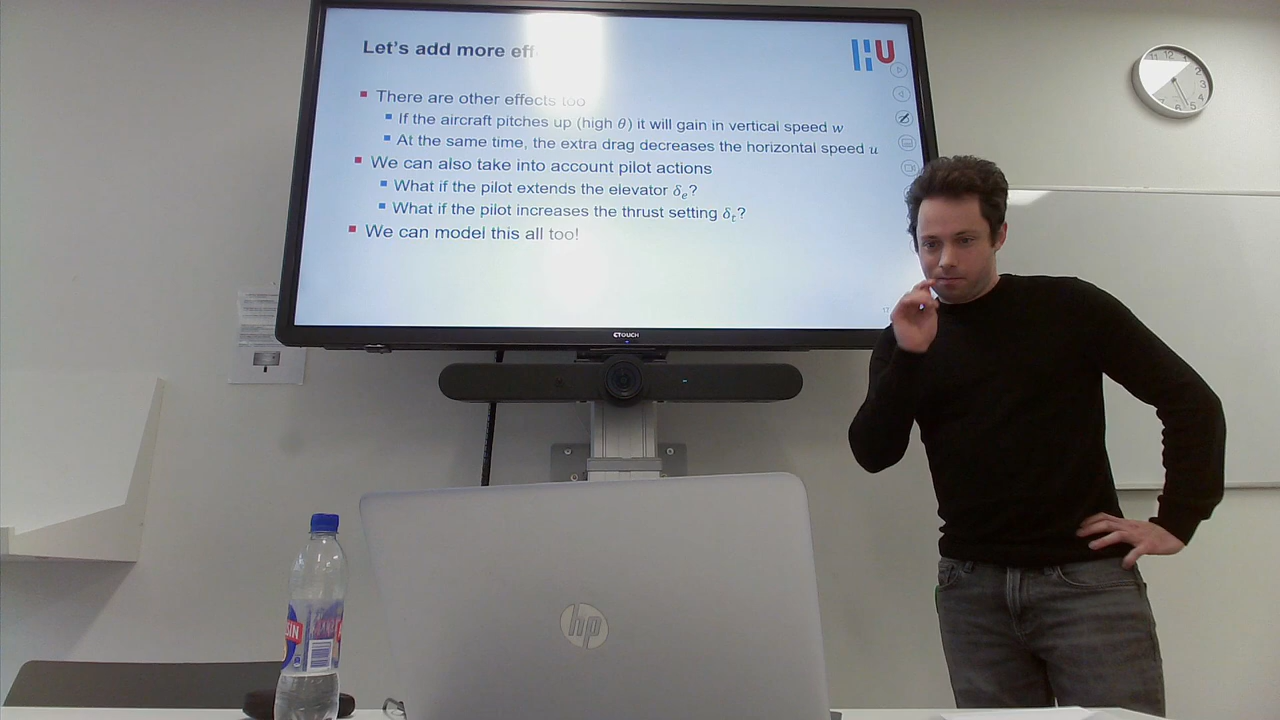 Let's add more
HU
There are other effects too
If the aircraft pitches up (high θ) it will gain in vertical speed w
At the same time, the extra drag decreases the horizontal speed u
We can also take into account pilot actions
What if the pilot extends the elevator δe?
What if the pilot increases the thrust setting δt?
We can model this all too!
17
CTOUCH
hp